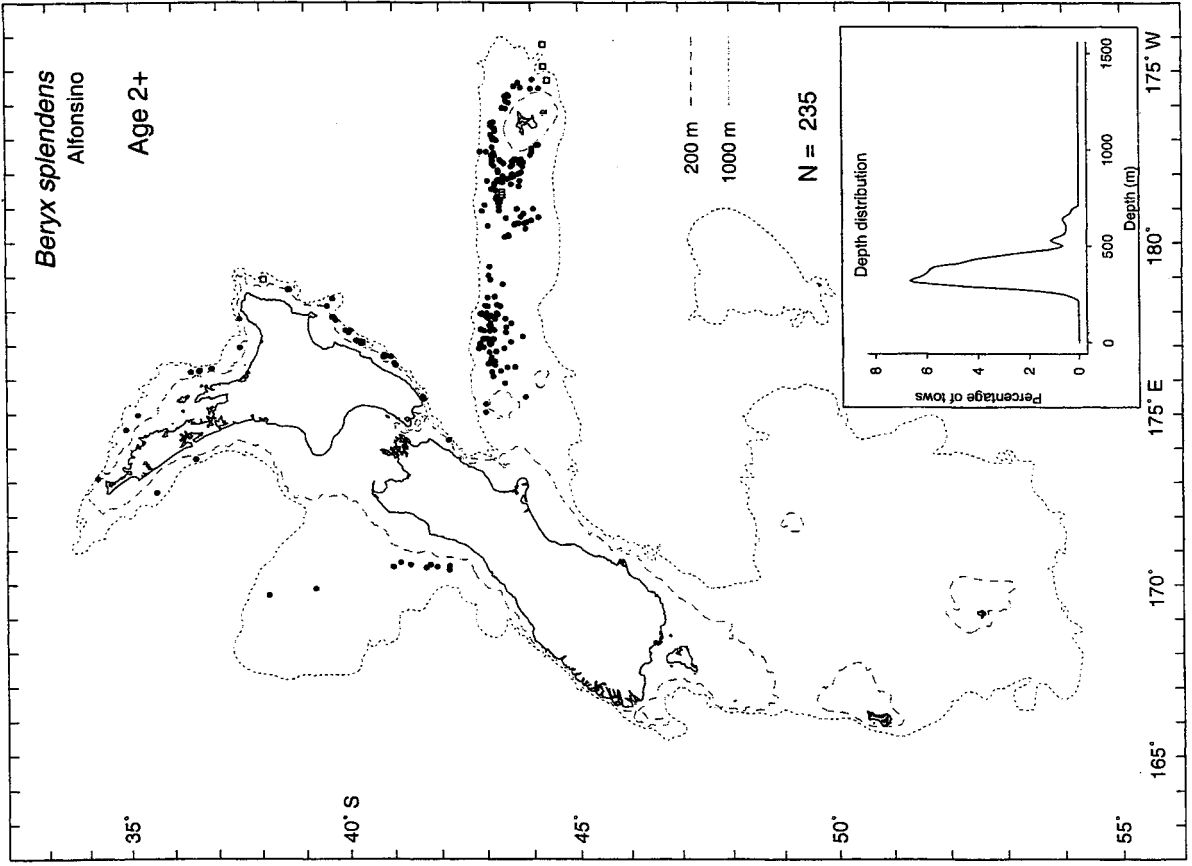 Beryx splendens
Alfonsino
Age 2+
35°
40° S
45°
50°
55°
165°
170°
175° E
180°
175° W
200 m
1000 m
N = 235
Depth distribution
Percentage of tows
8
6
4
2
0
0
500
1000
1500
Depth (m)